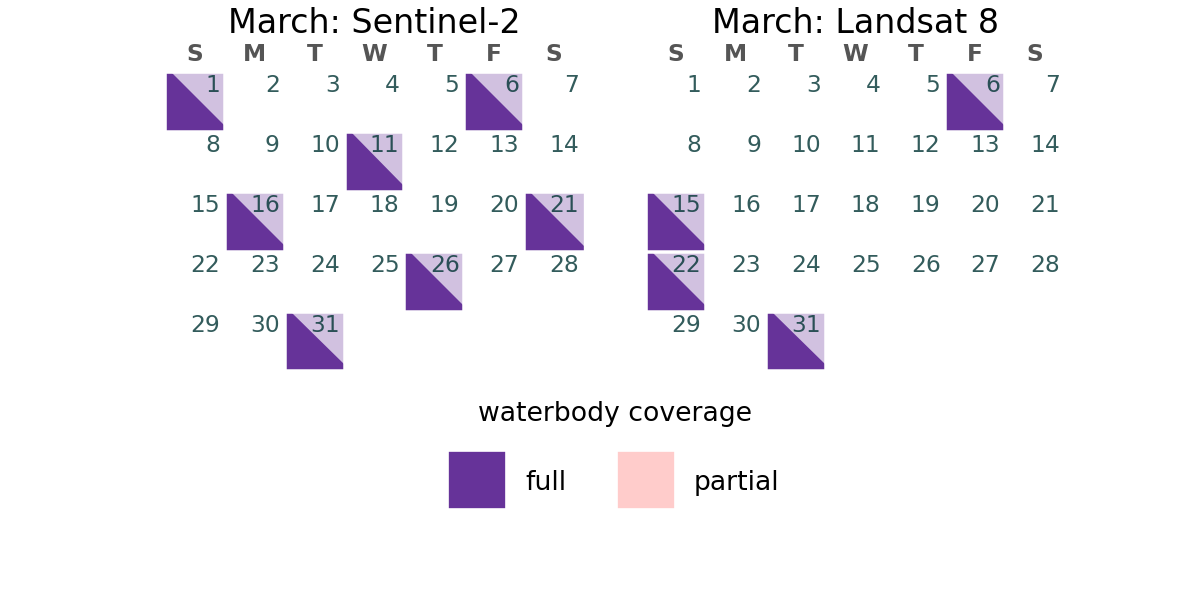 March: Sentinel-2
S M T W T F S
1 2 3 4 5 6 7
8 9 10 11 12 13 14
15 16 17 18 19 20 21
22 23 24 25 26 27 28
29 30 31
March: Landsat 8
S M T W T F S
1 2 3 4 5 6 7
8 9 10 11 12 13 14
15 16 17 18 19 20 21
22 23 24 25 26 27 28
29 30 31
waterbody coverage
full partial